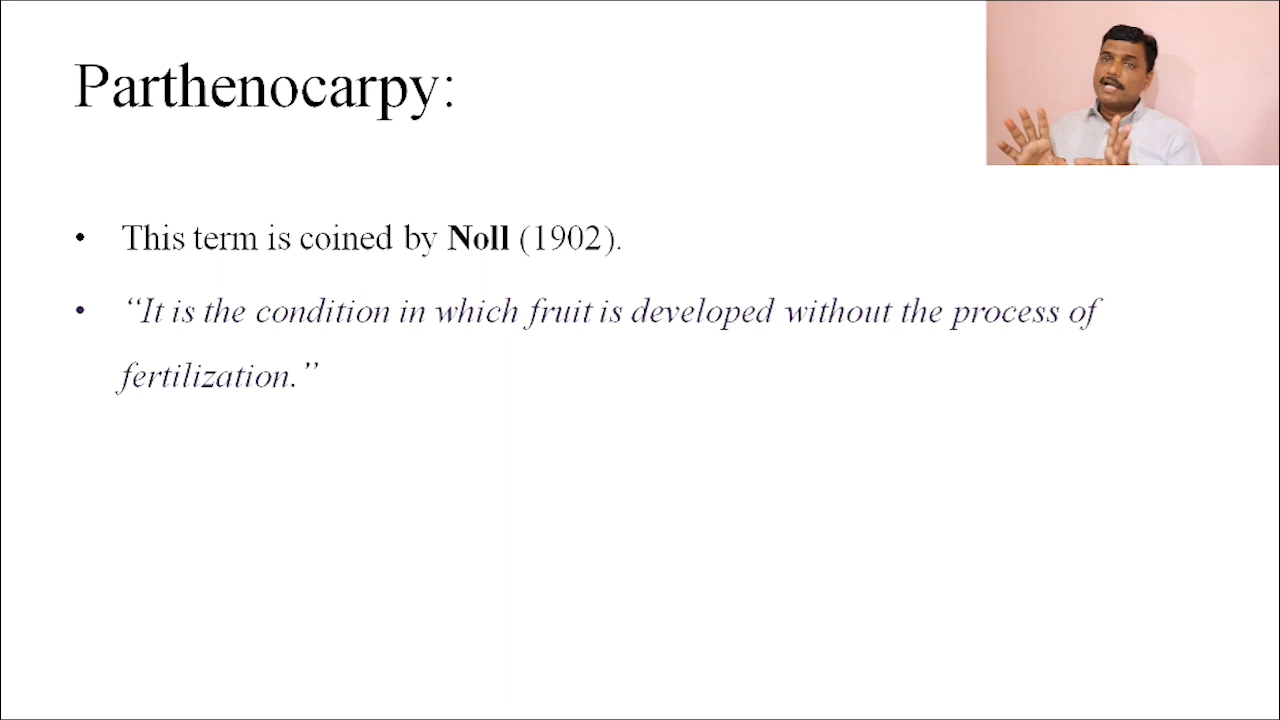 Parthenocarpy:
• This term is coined by Noll (1902).
• “It is the condition in which fruit is developed without the process of
fertilization.”